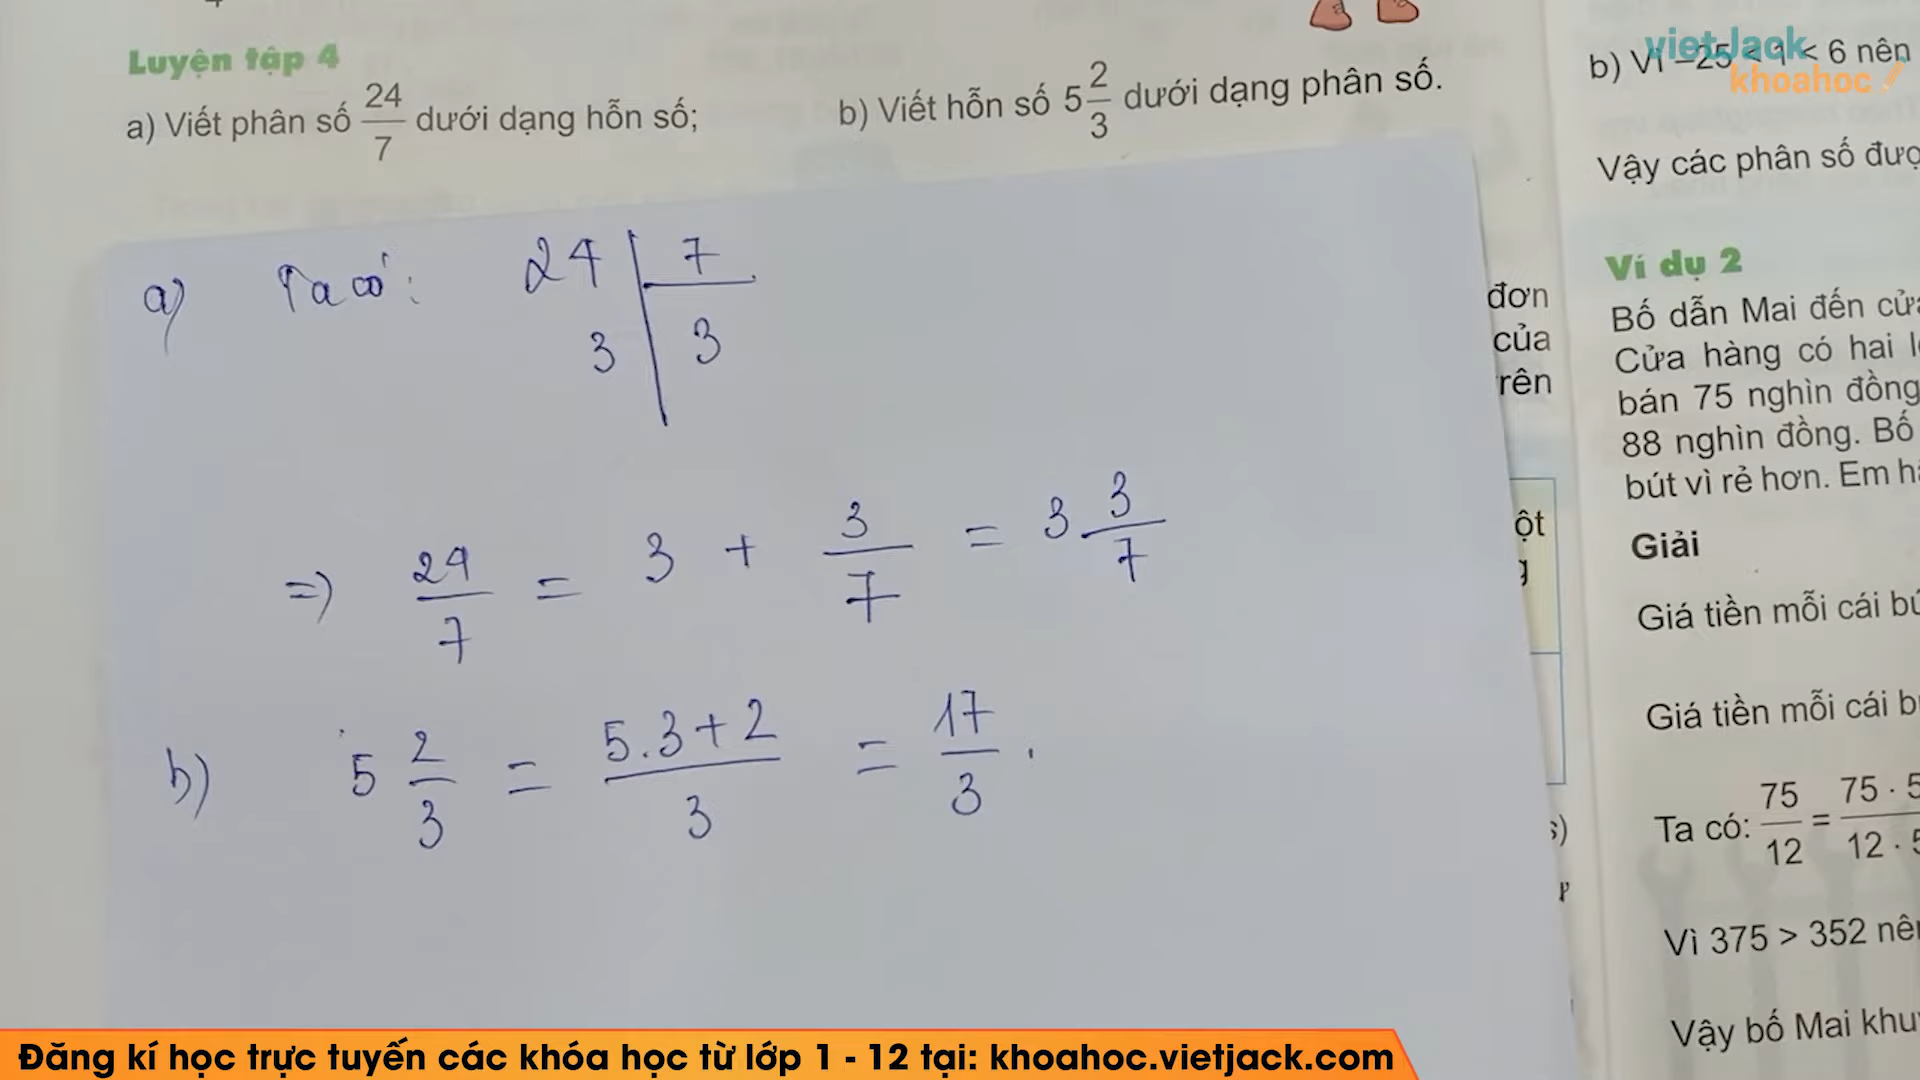 Luyện tập 4
a) Viết phân số 24/7 dưới dạng hỗn số;
b) Viết hỗn số 5 2/3 dưới dạng phân số.
a) Ta có: 24 | 7
3 | 3
=) 24/7 = 3 + 3/7 = 3 3/7
b) 5 2/3 = (5.3+2)/3 = 17/3 .
đơn
của
rên
ột
vietJack
khoahoc
b) Vì −25 < 1 < 6 nên
Vậy các phân số
Ví dụ 2
Bố dẫn Mai đến
Cửa hàng có hai
bán 75 nghìn đồng
88 nghìn đồng. Bố
bút vì rẻ hơn. Em
Giải
Giá tiền mỗi cái
Giá tiền mỗi cái
Ta có: 75/12 = 75 · 5/12 · 5
Vì 375 > 352
Vậy bố Mai
Đăng kí học trực tuyến các khóa học từ lớp 1 - 12 tại: khoahoc.vietjack.com